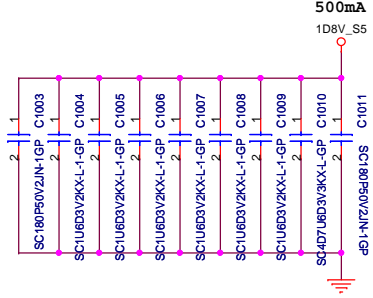 500mA
1D8V_S5
1
2
C1003
SC180P50V2JN-1GP
1
2
C1004
SC1U6D3V2KX-L-1-GP
1
2
C1005
SC1U6D3V2KX-L-1-GP
1
2
C1006
SC1U6D3V2KX-L-1-GP
1
2
C1007
SC1U6D3V2KX-L-1-GP
1
2
C1008
SC1U6D3V2KX-L-1-GP
1
2
C1009
SC1U6D3V2KX-L-1-GP
1
2
C1010
SC4D7U6D3V3KX-L-GP
1
2
C1011
SC180P50V2JN-1GP